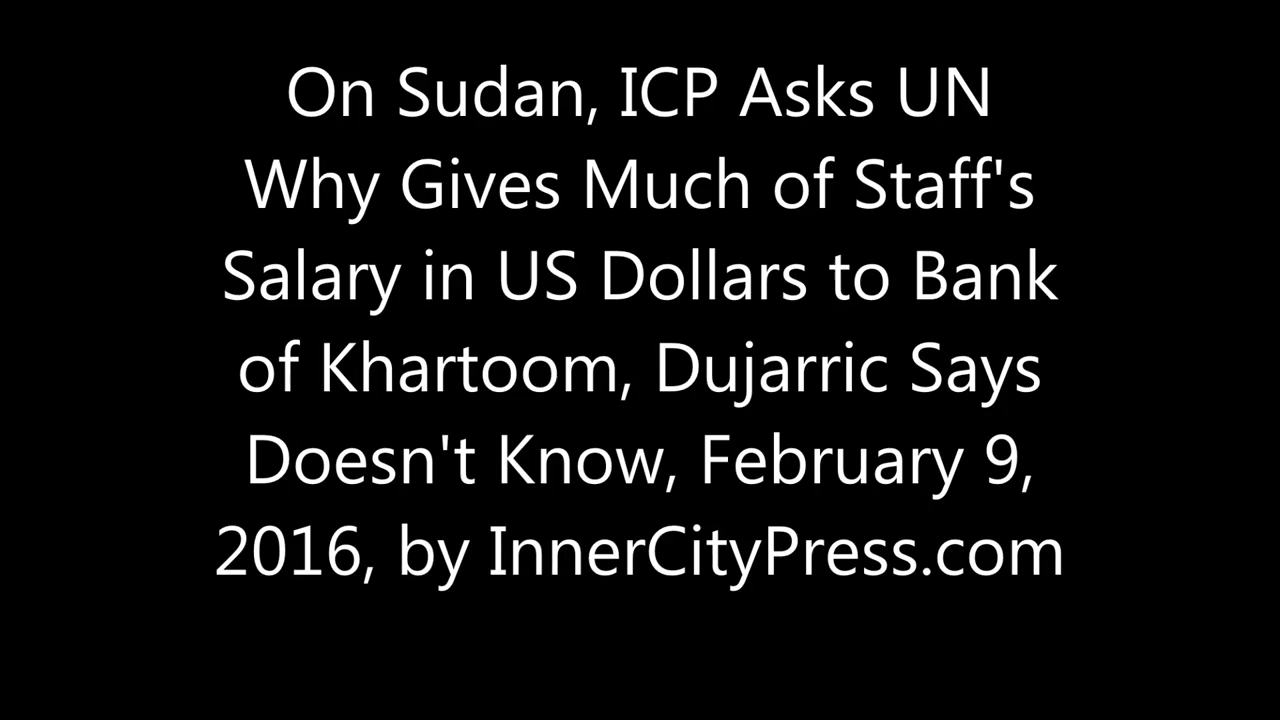 On Sudan, ICP Asks UN
Why Gives Much of Staff's
Salary in US Dollars to Bank
of Khartoom, Dujarric Says
Doesn't Know, February 9,
2016, by InnerCityPress.com